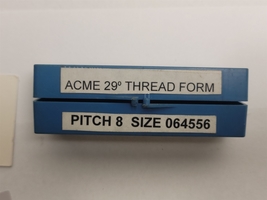 ACME 29º THREAD FORM
PITCH 8 SIZE 064556